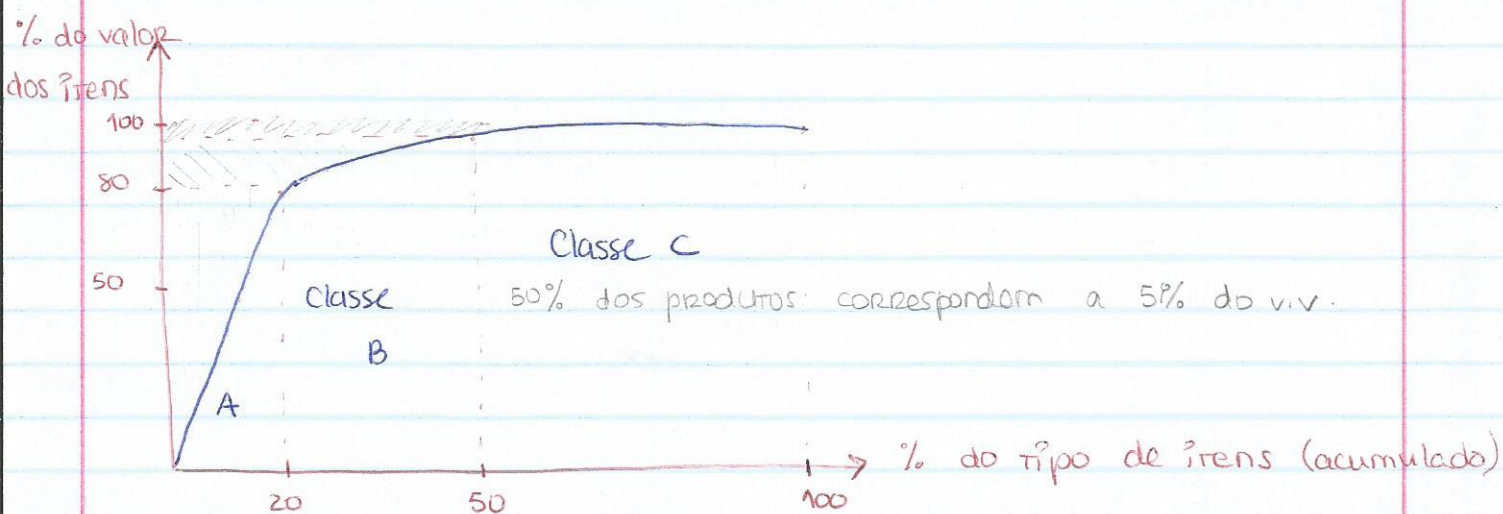 % do valor
dos itens
100
80
Classe C
50
Classe
50% dos produtos correspondem a 5% do v.v.
B
A
% do tipo de itens (acumulado)
20
50
100